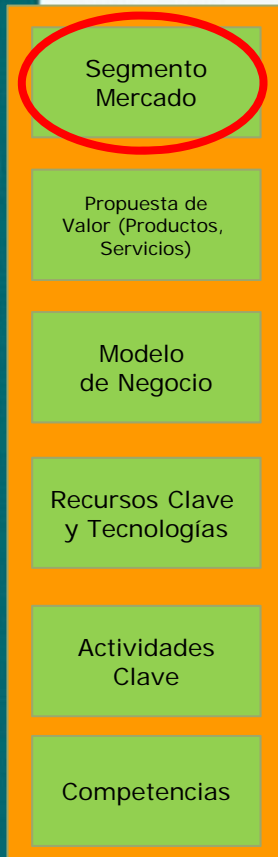 Segmento
Mercado
Propuesta de
Valor (Productos,
Servicios)
Modelo
de Negocio
Recursos Clave
y Tecnologías
Actividades
Clave
Competencias